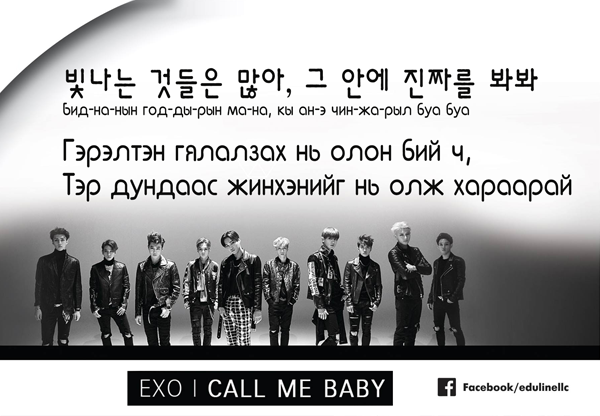 빛나는 것들은 많아, 그 안에 진짜를 봐봐
бид-на-нын год-ды-рын ма-на, кы ан-э чин-жа-рыл буа буа
Гэрэлтэн гялалзах нь олон бий ч,
Тэр дундаас жинхэнийг нь олж хараарай
EXO | CALL ME BABY
Facebook/edulinellc